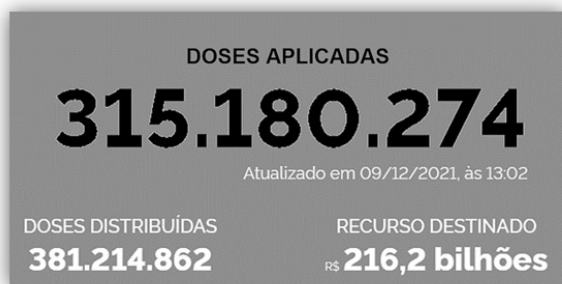 DOSES APLICADAS
315.180.274
Atualizado em 09/12/2021, às 13:02
DOSES DISTRIBUÍDAS
381.214.862
RECURSO DESTINADO
R$ 216,2 bilhões